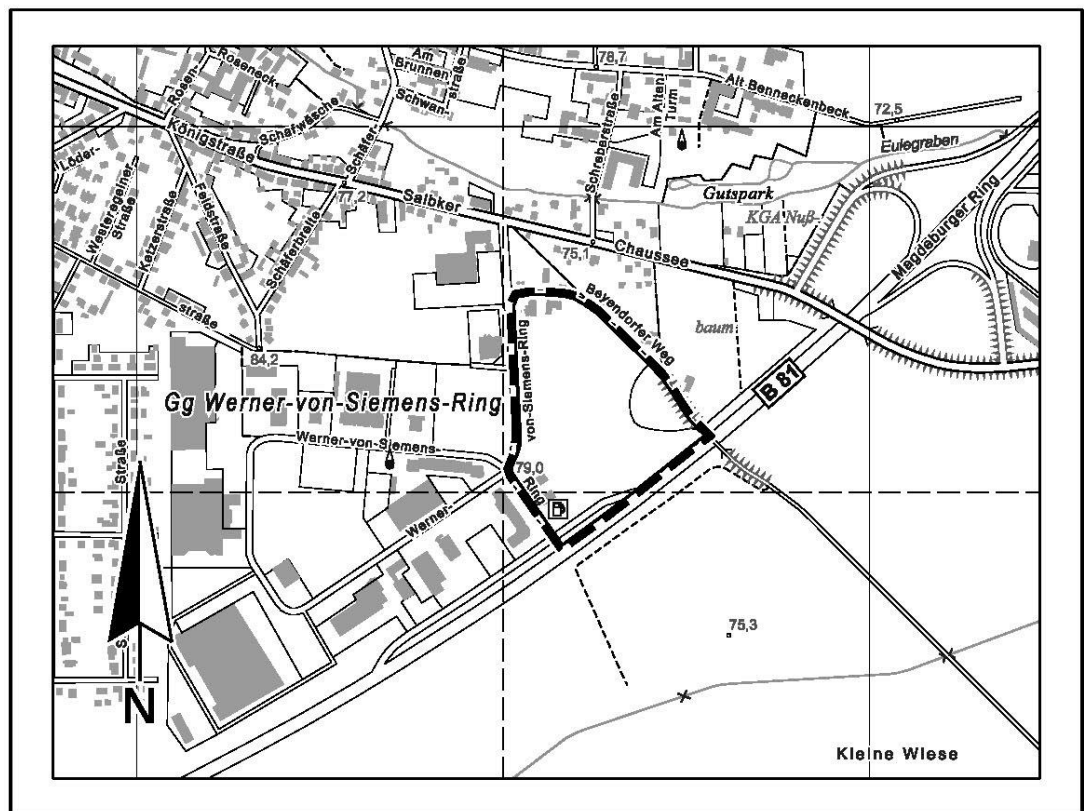 Am
Brunnen
Schwan-
straße
78,7
Roseneck
Rosen-
Schafwäsche
Schäfer-
Königstraße
Am Alten
Turm
Alt Benneckenbeck
72,5
Eulegraben
Löder-
Westeregelner
Straße
Ketzerstraße
Feldstraße
Schäferbreite
77,2
Salbker
Chaussee
Schreberstraße
75,1
Gutspark
KGA Nuß-
baum
Magdeburger Ring
Beyendorfer Weg
straße
84,2
B 81
Gg Werner-von-Siemens-Ring
von-Siemens-Ring
Werner-von-Siemens-
79,0
Ring
Werner-
Straße
S
N
75,3
Kleine Wiese